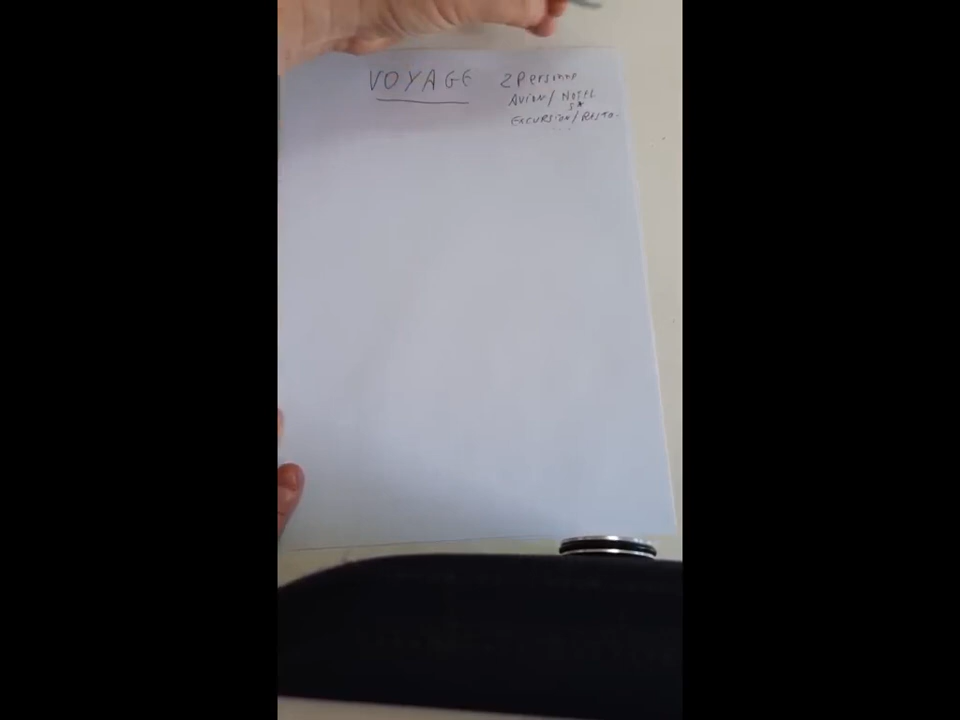 VOYAGE 2 Personne
AVION / HOTEL
5*
EXCURSION / RESTO.